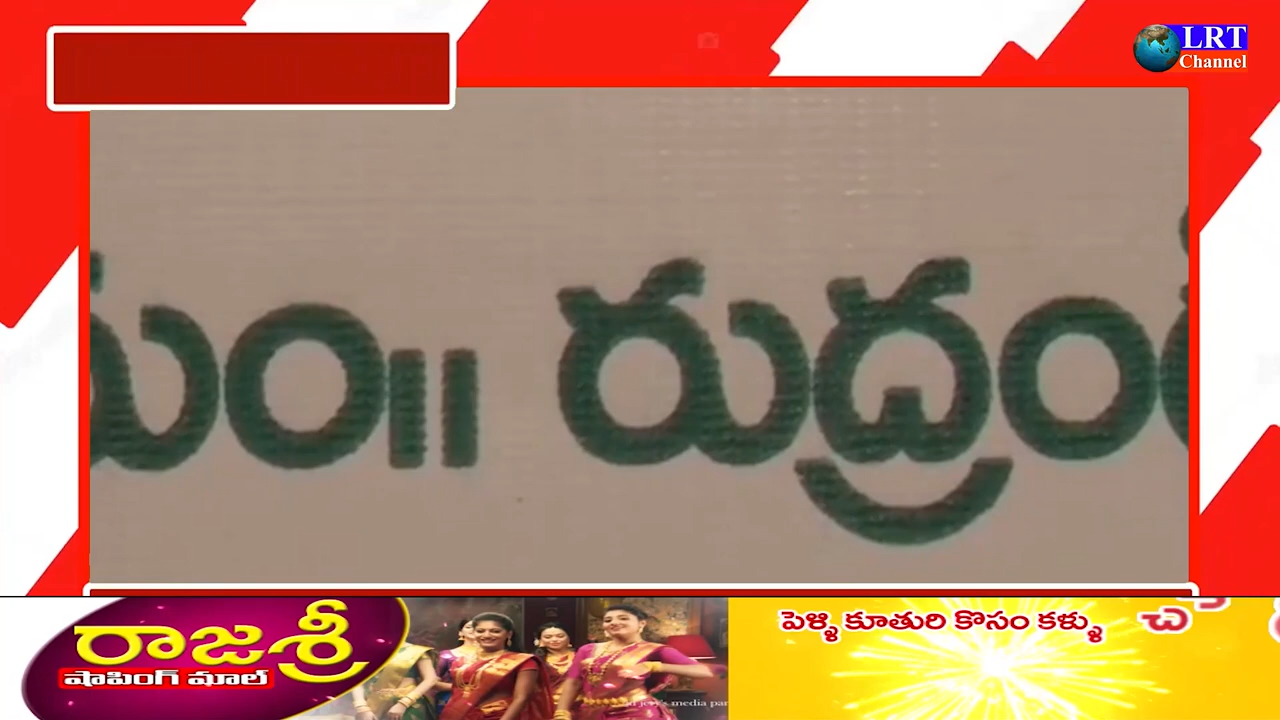 LRT
Channel
రుద్రం
రాజశ్రీ
షాపింగ్ మాల్
పెళ్ళి కూతురి కొసం కళ్ళు